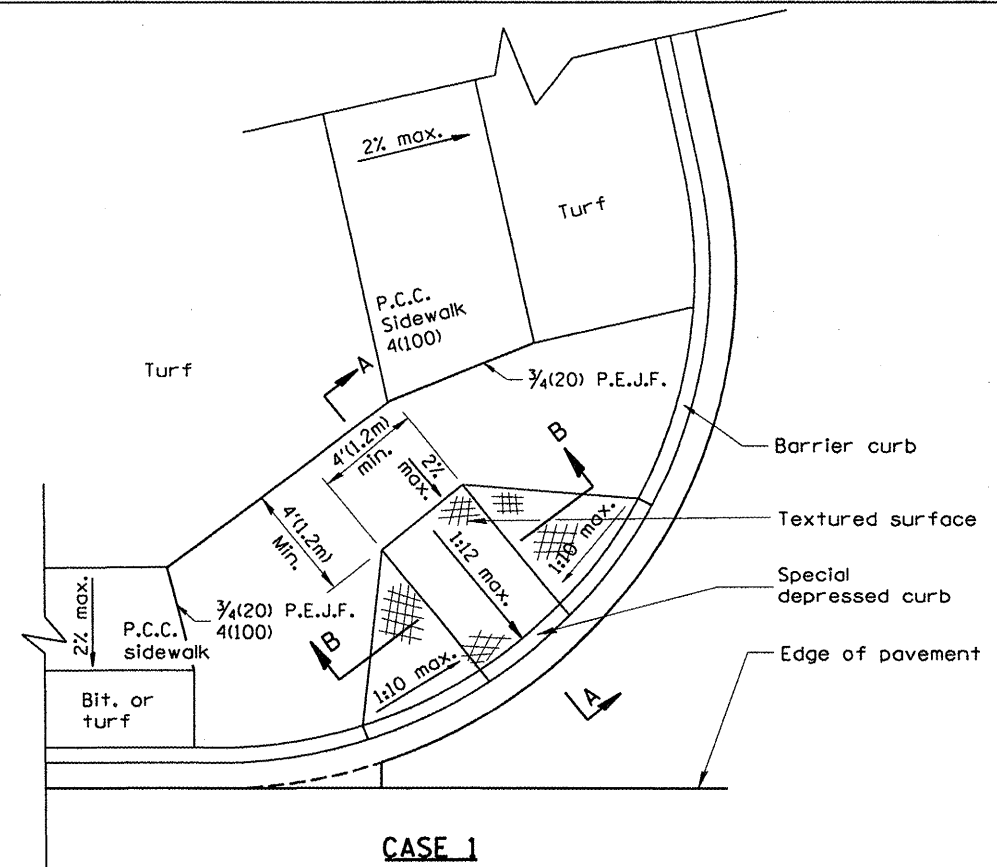 2% max.
Turf
P.C.C.
Sidewalk
4(100)
Turf
A
3/4(20) P.E.J.F.
4'(1.2m)
min.
2%
max.
B
Barrier curb
4'(1.2m)
Min.
Textured surface
1:10 max.
1:12 max.
Special
depressed curb
2% max.
3/4(20) P.E.J.F.
4(100)
P.C.C.
sidewalk
B
Edge of pavement
1:10 max.
A
Bit. or
turf
CASE 1